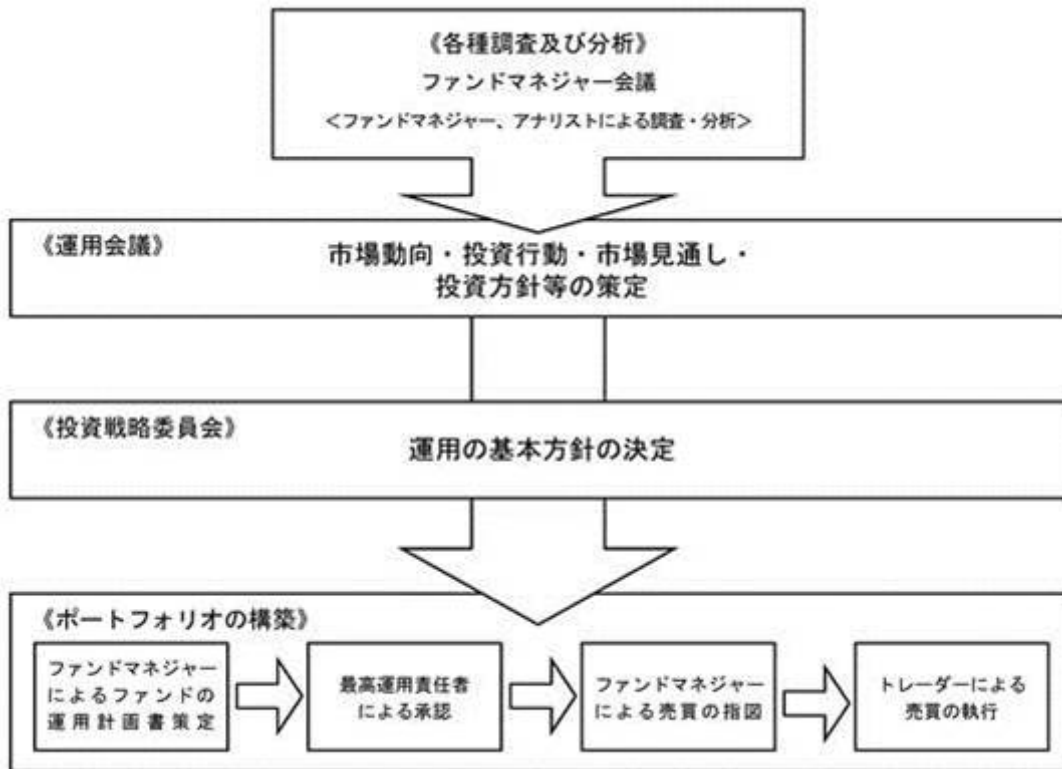 《各種調査及び分析》
ファンドマネジャー会議
<ファンドマネジャー、アナリストによる調査・分析>
《運用会議》
市場動向・投資行動・市場見通し・
投資方針等の策定
《投資戦略委員会》
運用の基本方針の決定
《ポートフォリオの構築》
ファンドマネジャー
によるファンドの
運用計画書策定
最高運用責任者
による承認
ファンドマネジャー
による売買の指図
トレーダーによる
売買の執行